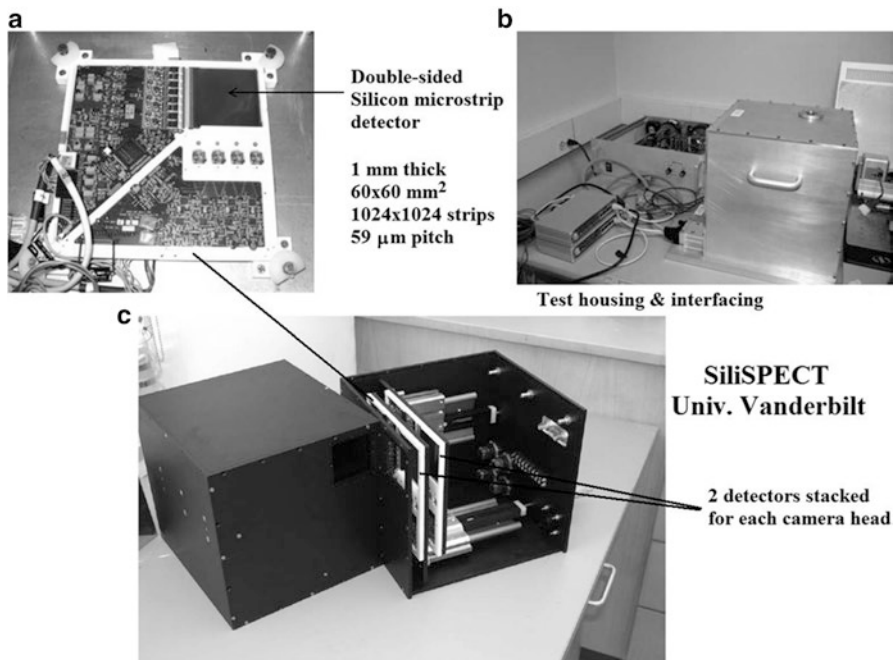 a
b
Double-sided
Silicon microstrip
detector
1 mm thick
60x60 mm²
1024x1024 strips
59 µm pitch
Test housing & interfacing
c
SiliSPECT
Univ. Vanderbilt
2 detectors stacked
for each camera head